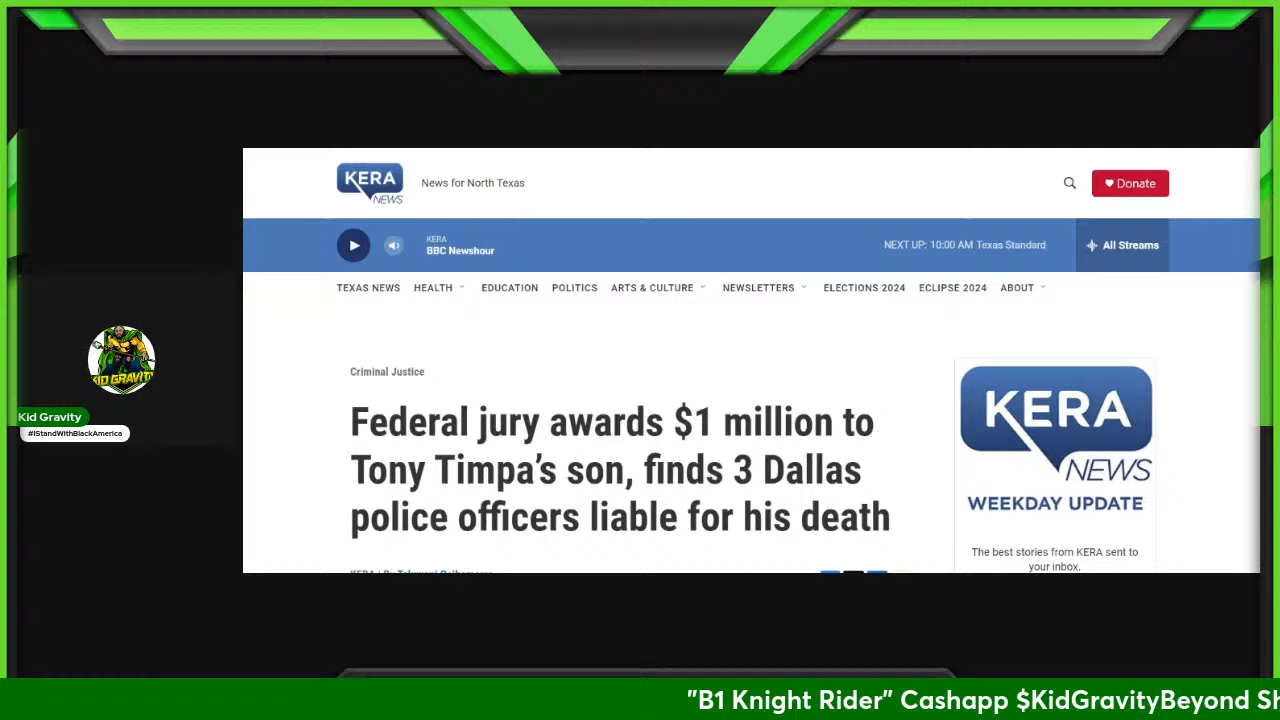 KERA
NEWS
News for North Texas
Donate
KERA
BBC Newshour
NEXT UP: 10:00 AM Texas Standard
All Streams
TEXAS NEWS HEALTH EDUCATION POLITICS ARTS & CULTURE NEWSLETTERS ELECTIONS 2024 ECLIPSE 2024 ABOUT
Criminal Justice
Federal jury awards $1 million to
Tony Timpa’s son, finds 3 Dallas
police officers liable for his death
KERA
NEWS
WEEKDAY UPDATE
The best stories from KERA sent to
your inbox.
KID GRAVITY
Kid Gravity
#IStandWithBlackAmerica
"B1 Knight Rider" Cashapp $KidGravityBeyond Sh